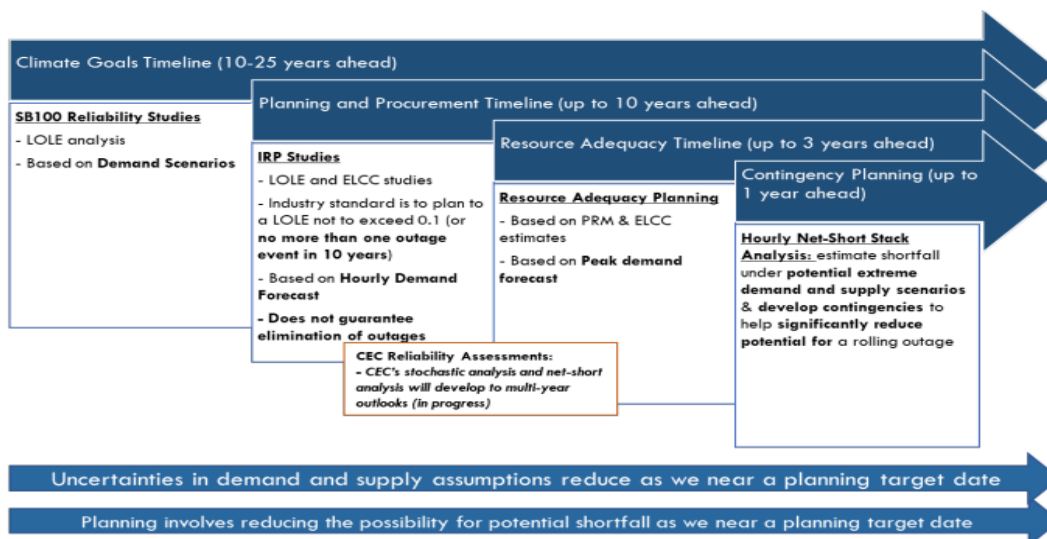 Climate Goals Timeline (10-25 years ahead)
SB100 Reliability Studies
- LOLE analysis
- Based on Demand Scenarios
Planning and Procurement Timeline (up to 10 years ahead)
IRP Studies
- LOLE and ELCC studies
- Industry standard is to plan to
a LOLE not to exceed 0.1 (or
no more than one outage
event in 10 years)
- Based on Hourly Demand
Forecast
- Does not guarantee
elimination of outages
Resource Adequacy Timeline (up to 3 years ahead)
Resource Adequacy Planning
- Based on PRM & ELCC
estimates
- Based on Peak demand
forecast
Contingency Planning (up to
1 year ahead)
Hourly Net-Short Stack
Analysis: estimate shortfall
under potential extreme
demand and supply scenarios
& develop contingencies to
help significantly reduce
potential for a rolling outage
CEC Reliability Assessments:
- CEC's stochastic analysis and net-short
analysis will develop to multi-year
outlooks (in progress)
Uncertainties in demand and supply assumptions reduce as we near a planning target date
Planning involves reducing the possibility for potential shortfall as we near a planning target date